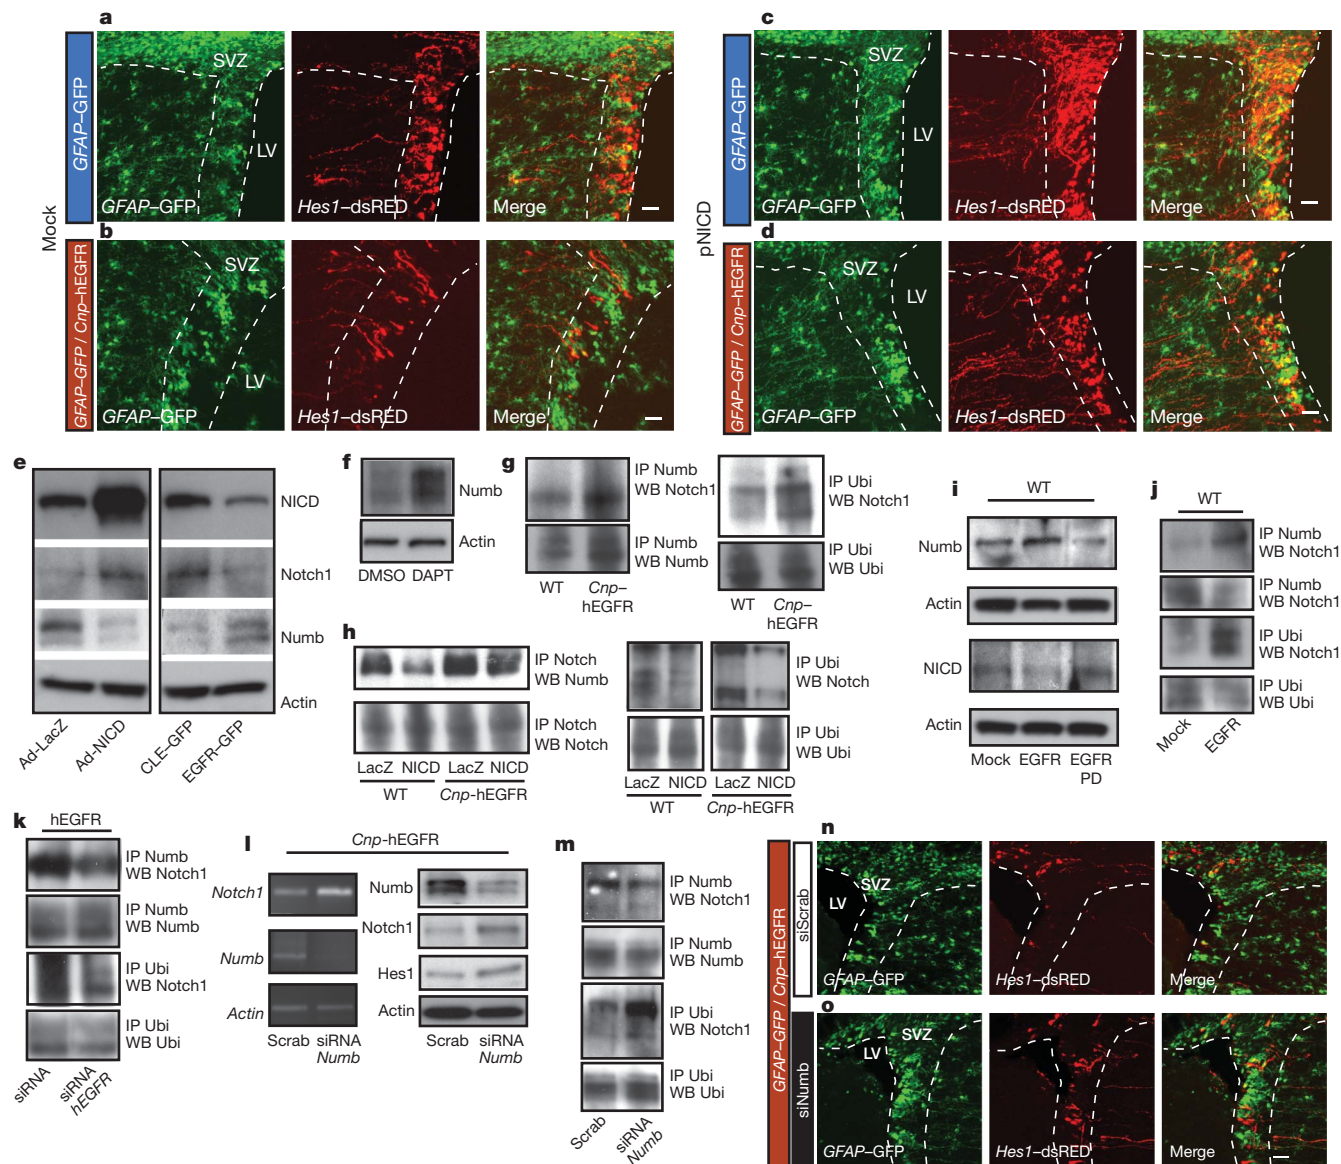 a
c
Mock
GFAP–GFP
SVZ
LV
GFAP–GFP
Hes1–dsRED
Merge
pNICD
GFAP–GFP
SVZ
LV
GFAP–GFP
Hes1–dsRED
Merge
b
d
GFAP–GFP / Cnp–hEGFR
SVZ
LV
GFAP–GFP
Hes1–dsRED
Merge
GFAP–GFP / Cnp–hEGFR
SVZ
LV
GFAP–GFP
Hes1–dsRED
Merge
e
NICD
Notch1
Numb
Actin
Ad-LacZ
Ad-NICD
CLE-GFP
EGFR-GFP
f
Numb
Actin
DMSO DAPT
g
IP Numb
WB Notch1
IP Numb
WB Numb
WT
Cnp–
hEGFR
IP Ubi
WB Notch1
IP Ubi
WB Ubi
WT
Cnp–
hEGFR
h
IP Notch
WB Numb
IP Notch
WB Notch
LacZ NICD LacZ NICD
WT
Cnp-hEGFR
IP Ubi
WB Notch
IP Ubi
WB Ubi
LacZ NICD LacZ NICD
WT
Cnp-hEGFR
i
WT
Numb
Actin
NICD
Actin
Mock EGFR EGFR
PD
j
WT
IP Numb
WB Notch1
IP Numb
WB Notch1
IP Ubi
WB Notch1
IP Ubi
WB Ubi
Mock
EGFR
k
hEGFR
IP Numb
WB Notch1
IP Numb
WB Numb
IP Ubi
WB Notch1
IP Ubi
WB Ubi
siRNA
siRNA
hEGFR
l
Cnp-hEGFR
Notch1
Numb
Actin
Scrab siRNA
Numb
Numb
Notch1
Hes1
Actin
Scrab siRNA
Numb
m
IP Numb
WB Notch1
IP Numb
WB Numb
IP Ubi
WB Notch1
IP Ubi
WB Ubi
Scrab
siRNA
Numb
n
GFAP–GFP / Cnp–hEGFR
siScrab
SVZ
LV
GFAP–GFP
Hes1–dsRED
Merge
o
siNumb
SVZ
LV
GFAP–GFP
Hes1–dsRED
Merge